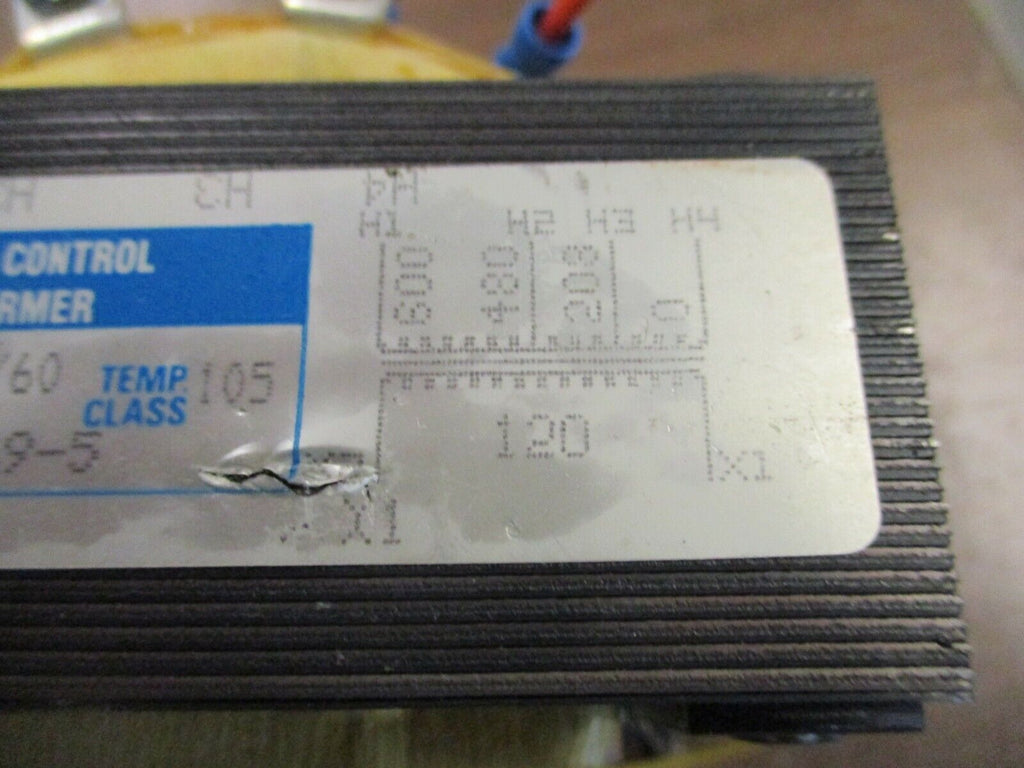 H3 H4
H1 H2 H3 H4
CONTROL
600 480 208 0
RMER
760 TEMP. 105
CLASS
120
9-5
X1